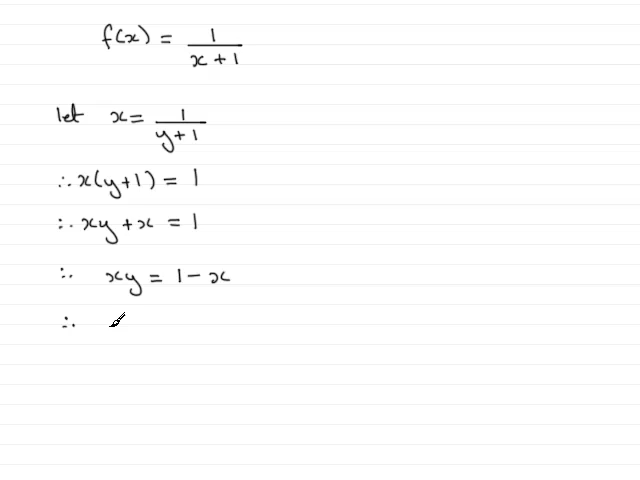 f(x) = 1/(x + 1)
let x = 1/(y + 1)
∴ x(y + 1) = 1
∴ xy + x = 1
∴ xy = 1 - x
∴